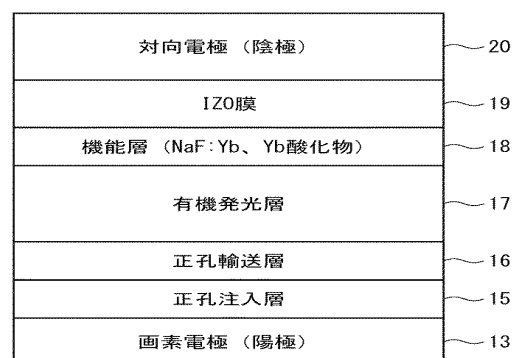 対向電極（陰極） 20
IZO膜 19
機能層（NaF:Yb、Yb酸化物） 18
有機発光層 17
正孔輸送層 16
正孔注入層 15
画素電極（陽極） 13